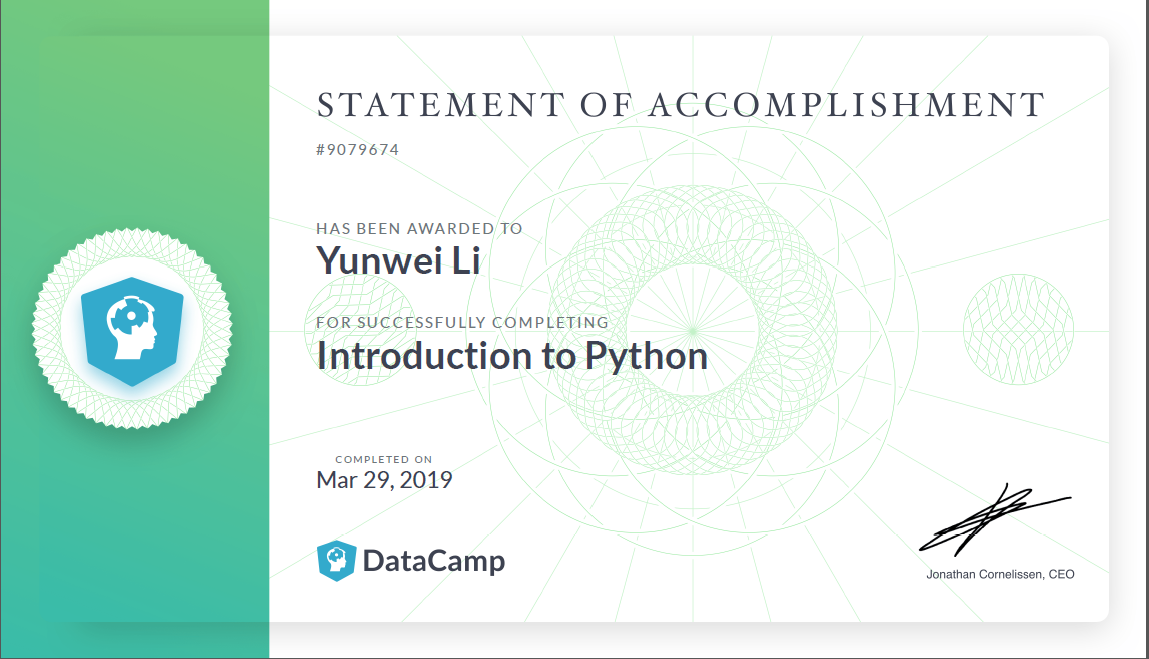 STATEMENT OF ACCOMPLISHMENT
#9079674
HAS BEEN AWARDED TO
Yunwei Li
FOR SUCCESSFULLY COMPLETING
Introduction to Python
COMPLETED ON
Mar 29, 2019
DataCamp
Jonathan Cornelissen, CEO